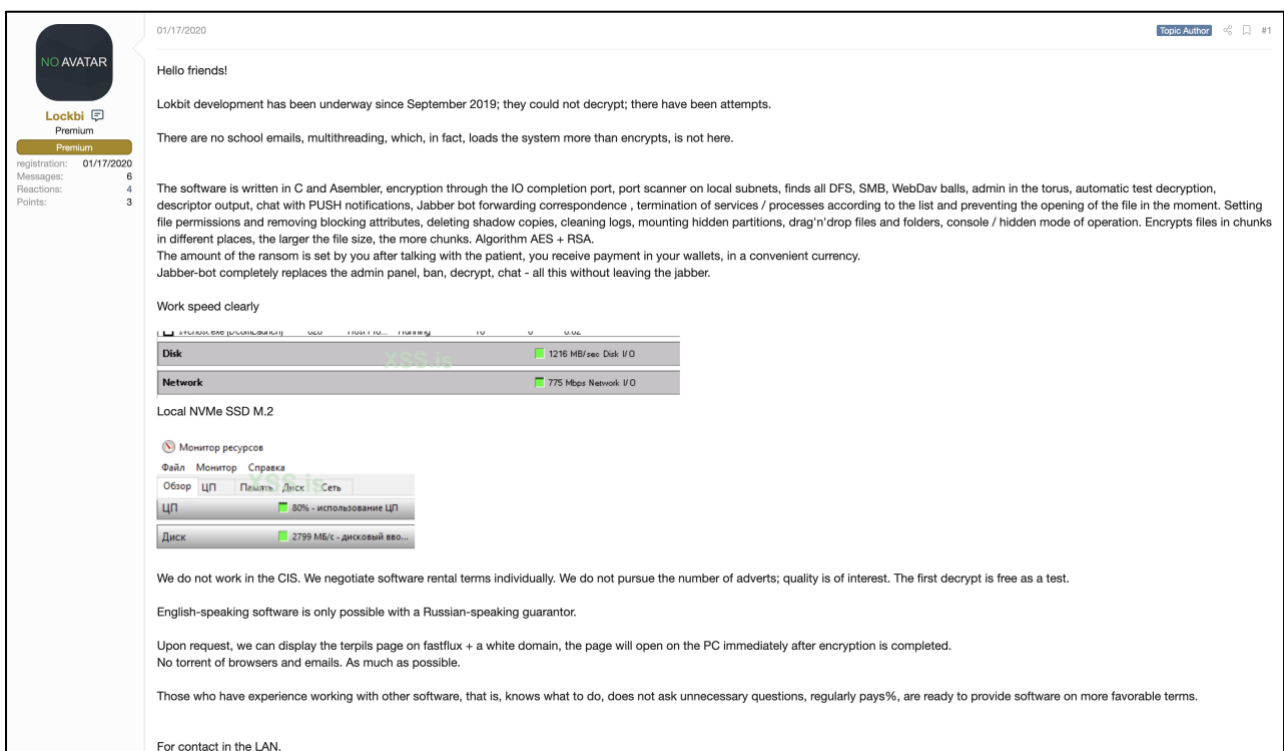 01/17/2020
Topic Author #1
NO AVATAR
Lockbi
Premium
Premium
registration: 01/17/2020
Messages: 6
Reactions: 4
Points: 3
Hello friends!
Lokbit development has been underway since September 2019; they could not decrypt; there have been attempts.
There are no school emails, multithreading, which, in fact, loads the system more than encrypts, is not here.
The software is written in C and Asembler, encryption through the IO completion port, port scanner on local subnets, finds all DFS, SMB, WebDav balls, admin in the torus, automatic test decryption,
descriptor output, chat with PUSH notifications, Jabber bot forwarding correspondence , termination of services / processes according to the list and preventing the opening of the file in the moment. Setting
file permissions and removing blocking attributes, deleting shadow copies, cleaning logs, mounting hidden partitions, drag'n'drop files and folders, console / hidden mode of operation. Encrypts files in chunks
in different places, the larger the file size, the more chunks. Algorithm AES + RSA.
The amount of the ransom is set by you after talking with the patient, you receive payment in your wallets, in a convenient currency.
Jabber-bot completely replaces the admin panel, ban, decrypt, chat - all this without leaving the jabber.
Work speed clearly
Disk 1216 MB/sec Disk I/O
XSS.is
Network 775 Mbps Network I/O
Local NVMe SSD M.2
Монитор ресурсов
Файл Монитор Справка
XSS.is
Обзор ЦП Память Диск Сеть
ЦП 80% - использование ЦП
Диск 2799 МБ/с - дисковый вво...
We do not work in the CIS. We negotiate software rental terms individually. We do not pursue the number of adverts; quality is of interest. The first decrypt is free as a test.
English-speaking software is only possible with a Russian-speaking guarantor.
Upon request, we can display the terpils page on fastflux + a white domain, the page will open on the PC immediately after encryption is completed.
No torrent of browsers and emails. As much as possible.
Those who have experience working with other software, that is, knows what to do, does not ask unnecessary questions, regularly pays%, are ready to provide software on more favorable terms.
For contact in the LAN.